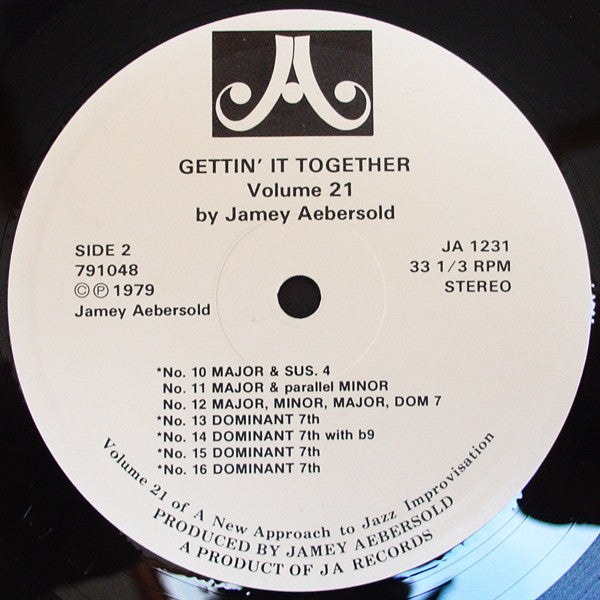 GETTIN' IT TOGETHER
Volume 21
by Jamey Aebersold
SIDE 2
791048
©℗1979
Jamey Aebersold
JA 1231
33 1/3 RPM
STEREO
*No. 10 MAJOR & SUS. 4
No. 11 MAJOR & parallel MINOR
No. 12 MAJOR, MINOR, MAJOR, DOM 7
*No. 13 DOMINANT 7th
*No. 14 DOMINANT 7th with b9
*No. 15 DOMINANT 7th
*No. 16 DOMINANT 7th
Volume 21 of A New Approach to Jazz Improvisation
PRODUCED BY JAMEY AEBERSOLD
A PRODUCT OF JA RECORDS